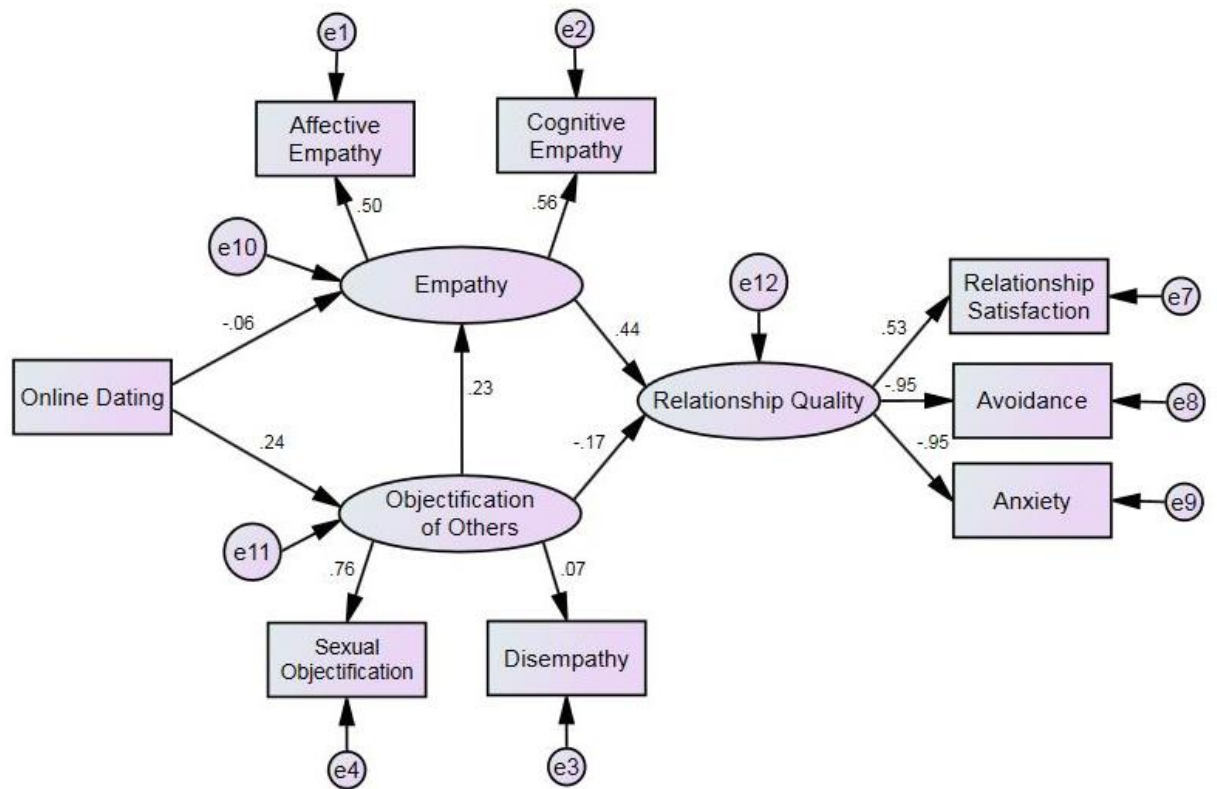 e1
e2
Affective
Empathy
Cognitive
Empathy
.50
.56
e10
Empathy
e12
Relationship
Satisfaction
e7
-.06
.44
.53
Online Dating
.23
Relationship Quality
-.95
Avoidance
e8
.24
-.17
-.95
Objectification
of Others
Anxiety
e9
e11
.76
.07
Sexual
Objectification
Disempathy
e4
e3